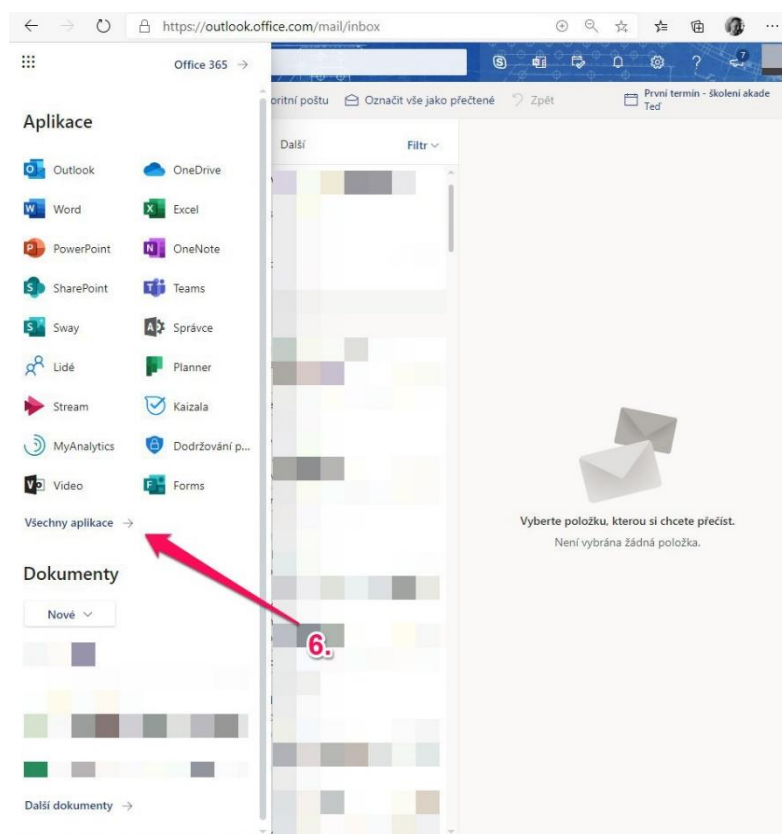 https://outlook.office.com/mail/inbox
Office 365 →
7
oritní poštu Označit vše jako přečtené Zpět První termín - školení akade
Teď
Aplikace
Další Filtr
Outlook OneDrive
Word Excel
PowerPoint OneNote
SharePoint Teams
Sway Správce
Lidé Planner
Stream Kaizala
MyAnalytics Dodržování p...
Video Forms
Všechny aplikace →
Vyberte položku, kterou si chcete přečíst.
Není vybrána žádná položka.
Dokumenty
Nové
6.
Další dokumenty →